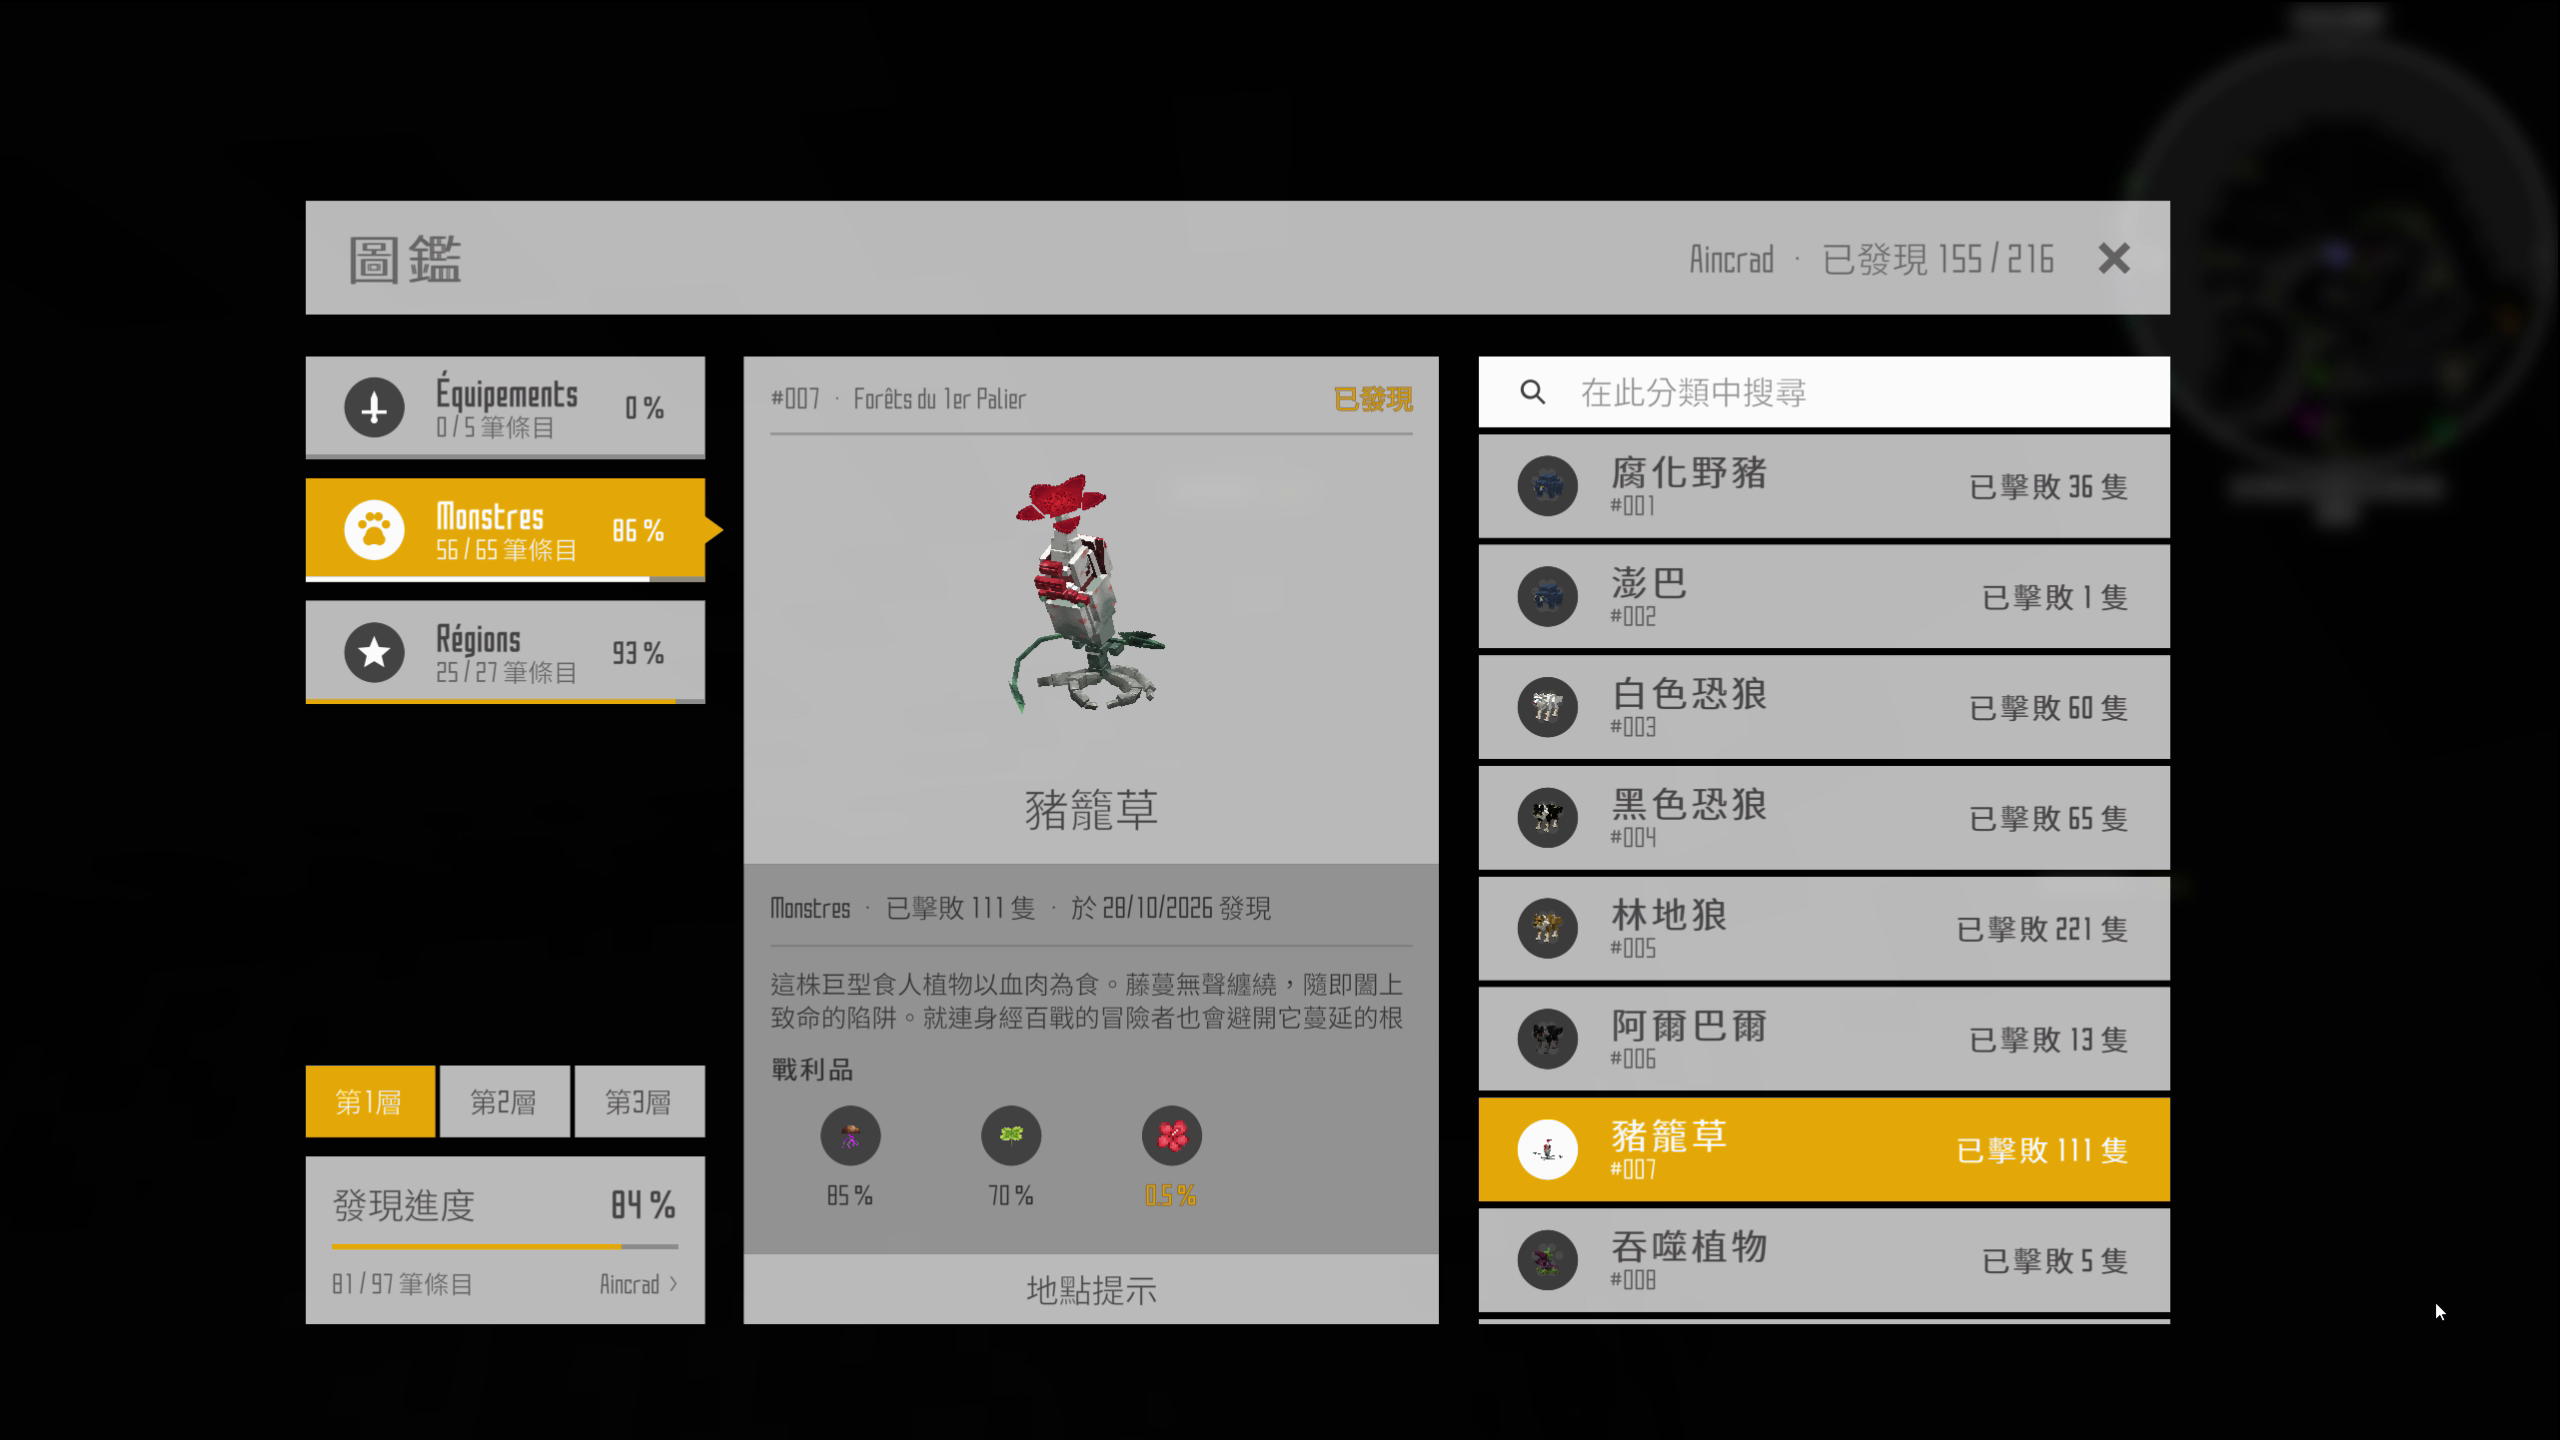 圖鑑
Aincrad · 已發現 155 / 216
Équipements
0 / 5 筆條目
0 %
Monstres
56 / 65 筆條目
86 %
Régions
25 / 27 筆條目
93 %
第1層
第2層
第3層
發現進度
84 %
81 / 97 筆條目
Aincrad >
#007 · Forêts du 1er Palier
已發現
豬籠草
Monstres · 已擊敗 111 隻 · 於 28/10/2026 發現
這株巨型食人植物以血肉為食。藤蔓無聲纏繞，隨即闔上
致命的陷阱。就連身經百戰的冒險者也會避開它蔓延的根
戰利品
85 %
70 %
0.5 %
地點提示
在此分類中搜尋
腐化野豬
#001
已擊敗 36 隻
澎巴
#002
已擊敗 1 隻
白色恐狼
#003
已擊敗 60 隻
黑色恐狼
#004
已擊敗 65 隻
林地狼
#005
已擊敗 221 隻
阿爾巴爾
#006
已擊敗 13 隻
豬籠草
#007
已擊敗 111 隻
吞噬植物
#008
已擊敗 5 隻